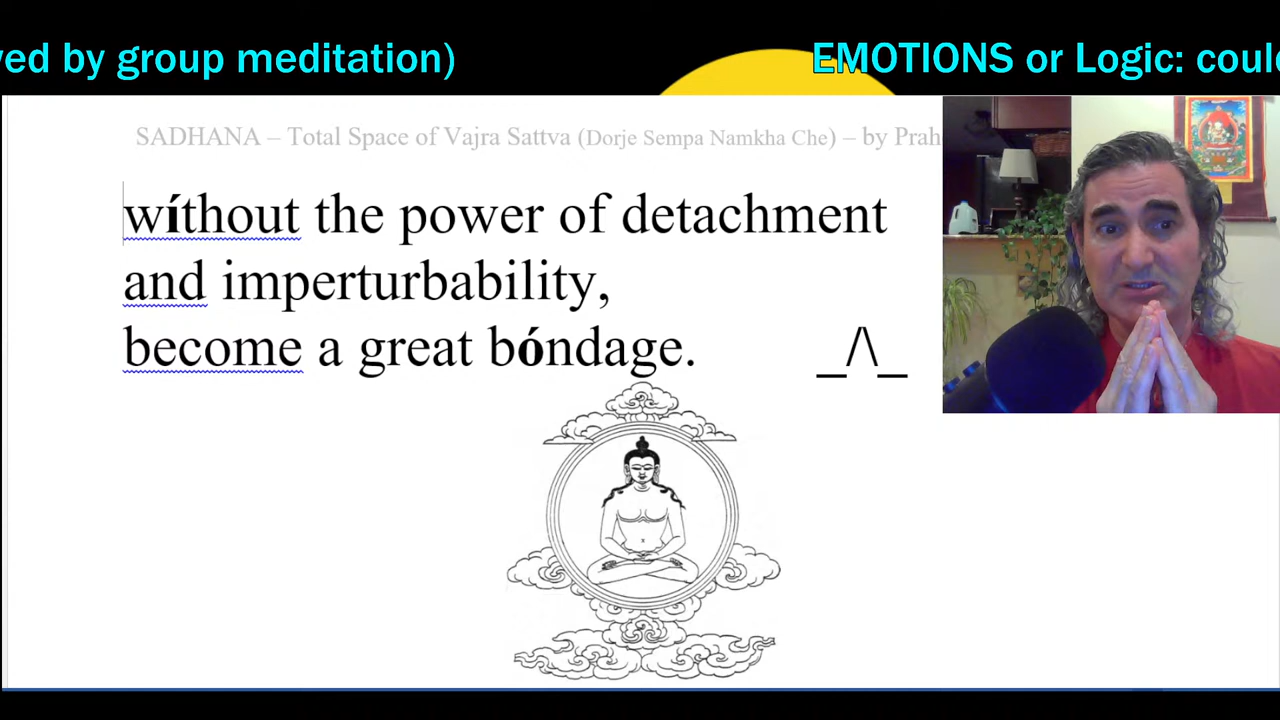 ved by group meditation) EMOTIONS or Logic: could
SADHANA – Total Space of Vajra Sattva (Dorje Sempa Namkha Che) – by Prah
wíthout the power of detachment
and imperturbability,
become a great bóndage. _/\_